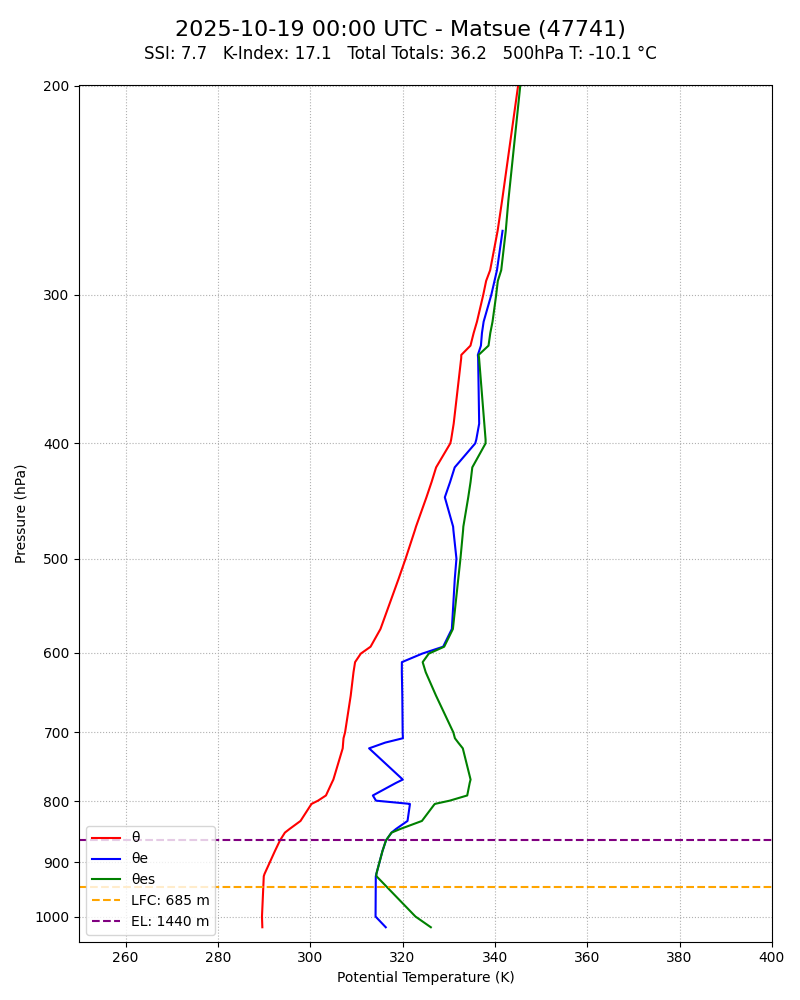 2025-10-19 00:00 UTC - Matsue (47741)
SSI: 7.7   K-Index: 17.1   Total Totals: 36.2   500hPa T: -10.1 °C
Pressure (hPa)
200
300
400
500
600
700
800
900
1000
θ
θe
θes
LFC: 685 m
EL: 1440 m
260 280 300 320 340 360 380 400
Potential Temperature (K)